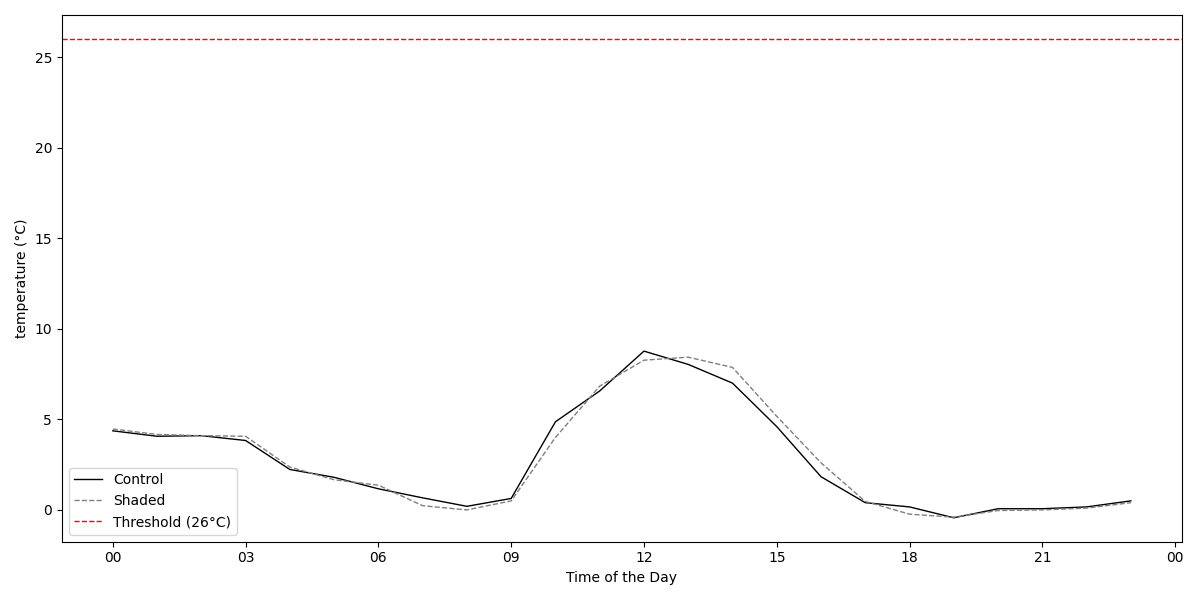 25
20
15
10
5
0
temperature (°C)
Control
Shaded
Threshold (26°C)
00 03 06 09 12 15 18 21 00
Time of the Day